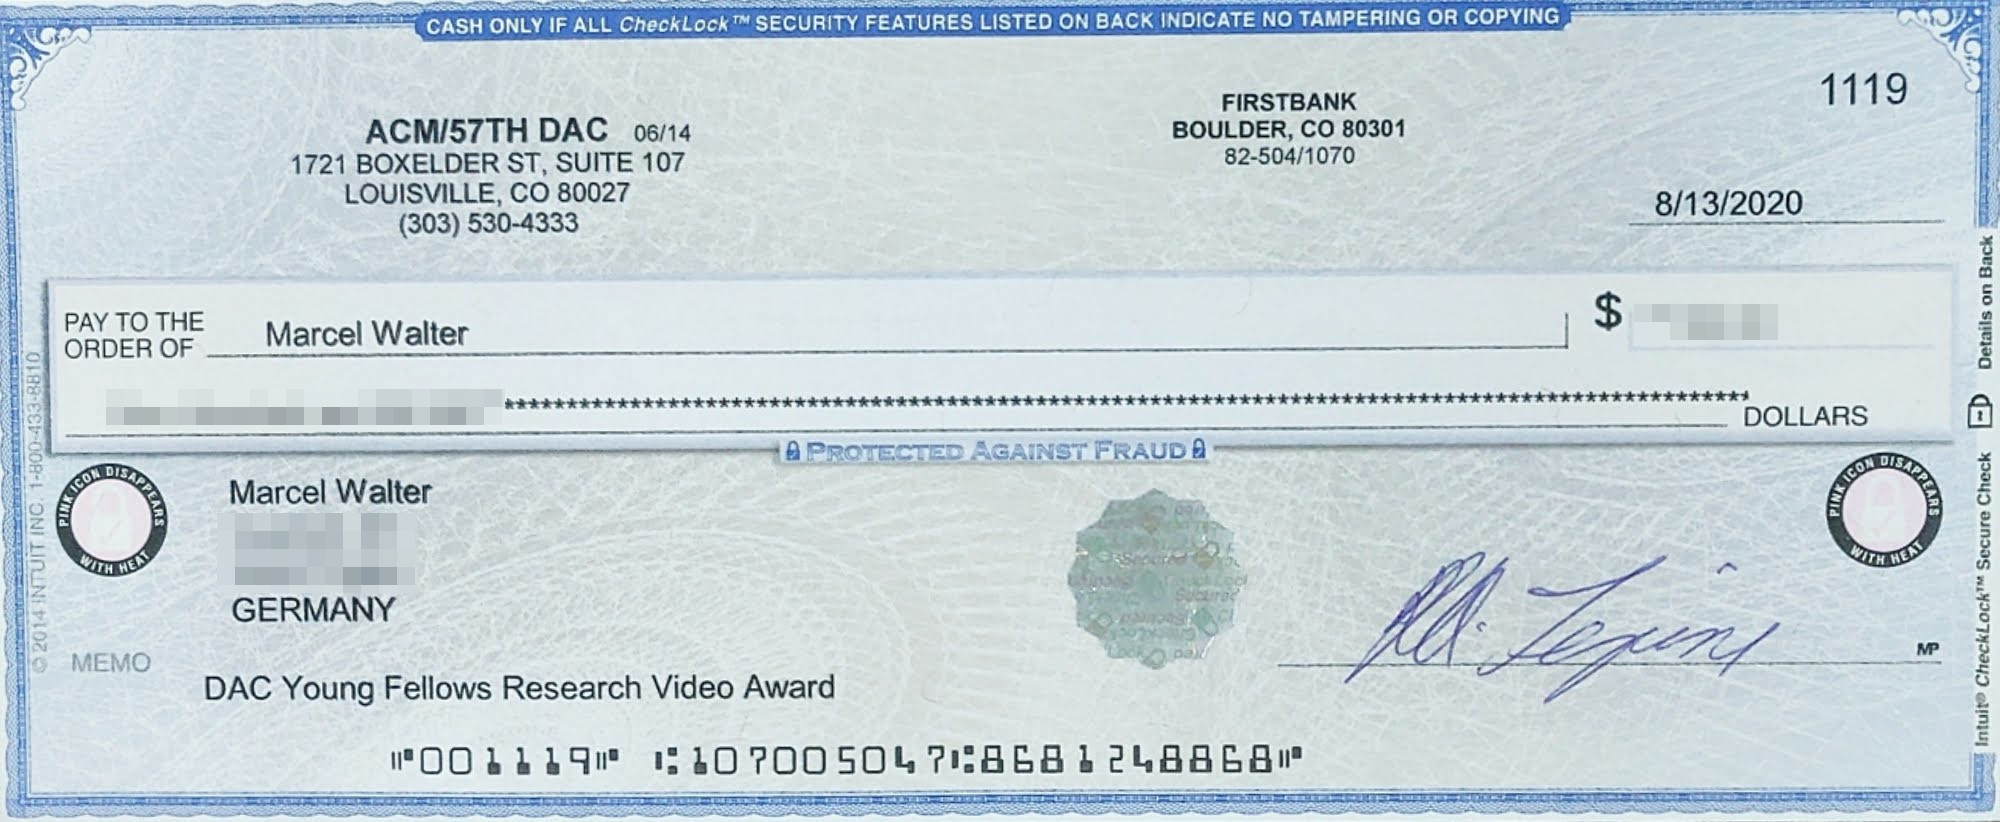 CASH ONLY IF ALL CheckLock™ SECURITY FEATURES LISTED ON BACK INDICATE NO TAMPERING OR COPYING
1119
ACM/57TH DAC 06/14
1721 BOXELDER ST, SUITE 107
LOUISVILLE, CO 80027
(303) 530-4333
FIRSTBANK
BOULDER, CO 80301
82-504/1070
8/13/2020
PAY TO THE
ORDER OF
Marcel Walter
$
DOLLARS
PROTECTED AGAINST FRAUD
PINK ICON DISAPPEARS WITH HEAT
Marcel Walter
GERMANY
MEMO
DAC Young Fellows Research Video Award
PINK ICON DISAPPEARS WITH HEAT
MP
⑈001119⑈ ⑆107005047⑆8681248868⑈
© 2014 INTUIT INC. 1-800-433-8810
Intuit® CheckLock™ Secure Check Details on Back